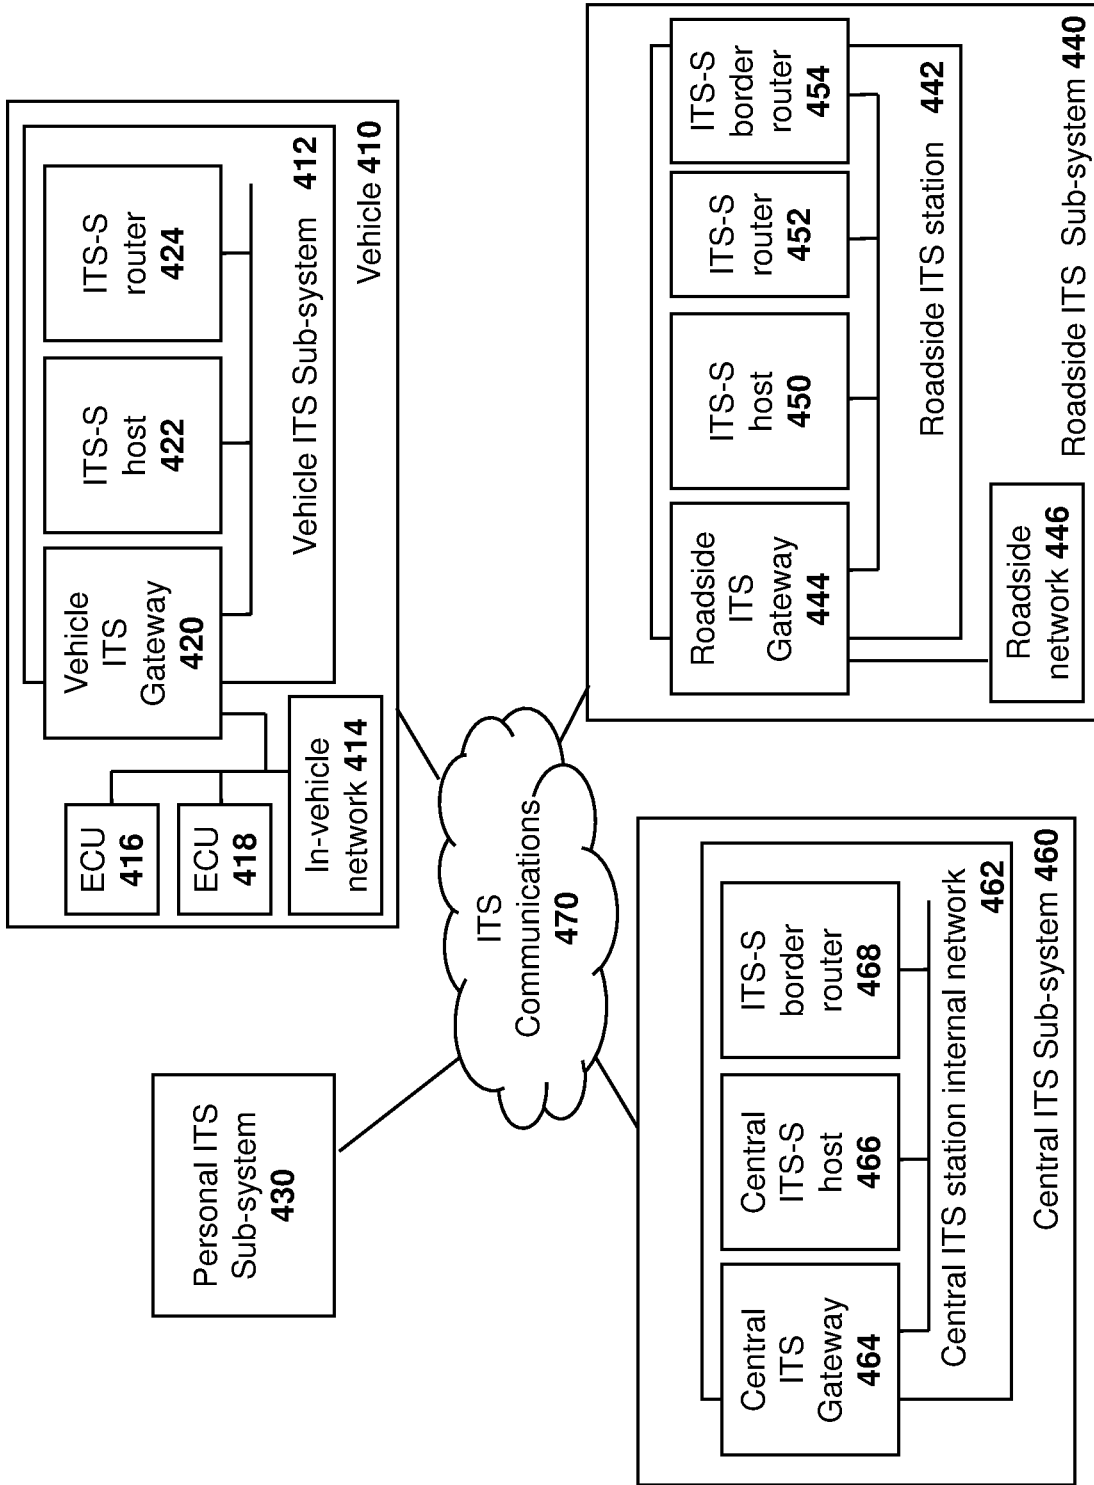 Personal ITS
Sub-system
430
ECU
416
ECU
418
In-vehicle
network 414
Vehicle
ITS
Gateway
420
ITS-S
host
422
ITS-S
router
424
Vehicle ITS Sub-system 412
Vehicle 410
ITS
Communications
470
Central
ITS
Gateway
464
Central
ITS-S
host
466
ITS-S
border
router
468
Central ITS station internal network
462
Central ITS Sub-system 460
Roadside
ITS
Gateway
444
ITS-S
host
450
ITS-S
router
452
ITS-S
border
router
454
Roadside ITS station 442
Roadside
network 446
Roadside ITS Sub-system 440